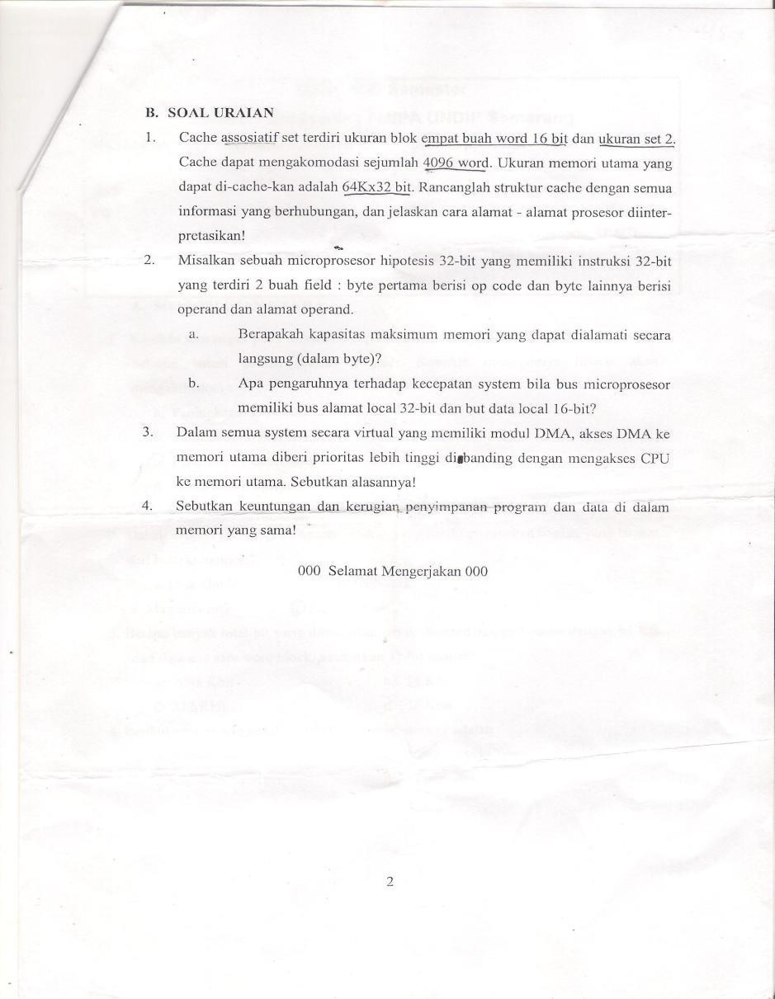 B. SOAL URAIAN
1. Cache assosiatif set terdiri ukuran blok empat buah word 16 bit dan ukuran set 2.
Cache dapat mengakomodasi sejumlah 4096 word. Ukuran memori utama yang
dapat di-cache-kan adalah 64Kx32 bit. Rancanglah struktur cache dengan semua
informasi yang berhubungan, dan jelaskan cara alamat - alamat prosesor diinter-
pretasikan!
2. Misalkan sebuah microprosesor hipotesis 32-bit yang memiliki instruksi 32-bit
yang terdiri 2 buah field : byte pertama berisi op code dan byte lainnya berisi
operand dan alamat operand.
a. Berapakah kapasitas maksimum memori yang dapat dialamati secara
langsung (dalam byte)?
b. Apa pengaruhnya terhadap kecepatan system bila bus microprosesor
memiliki bus alamat local 32-bit dan but data local 16-bit?
3. Dalam semua system secara virtual yang memiliki modul DMA, akses DMA ke
memori utama diberi prioritas lebih tinggi dibanding dengan mengakses CPU
ke memori utama. Sebutkan alasannya!
4. Sebutkan keuntungan dan kerugian penyimpanan program dan data di dalam
memori yang sama!
000 Selamat Mengerjakan 000
2